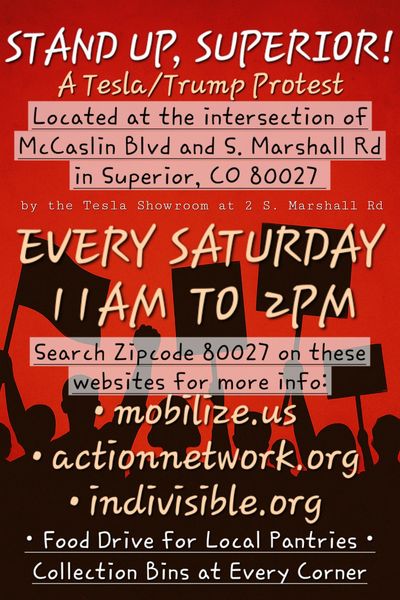 STAND UP, SUPERIOR!
A Tesla/Trump Protest
Located at the intersection of
McCaslin Blvd and S. Marshall Rd
in Superior, CO 80027
by the Tesla Showroom at 2 S. Marshall Rd
EVERY SATURDAY
11AM TO 2PM
Search Zipcode 80027 on these
websites for more info:
• mobilize.us
• actionnetwork.org
• indivisible.org
• Food Drive for Local Pantries •
Collection Bins at Every Corner